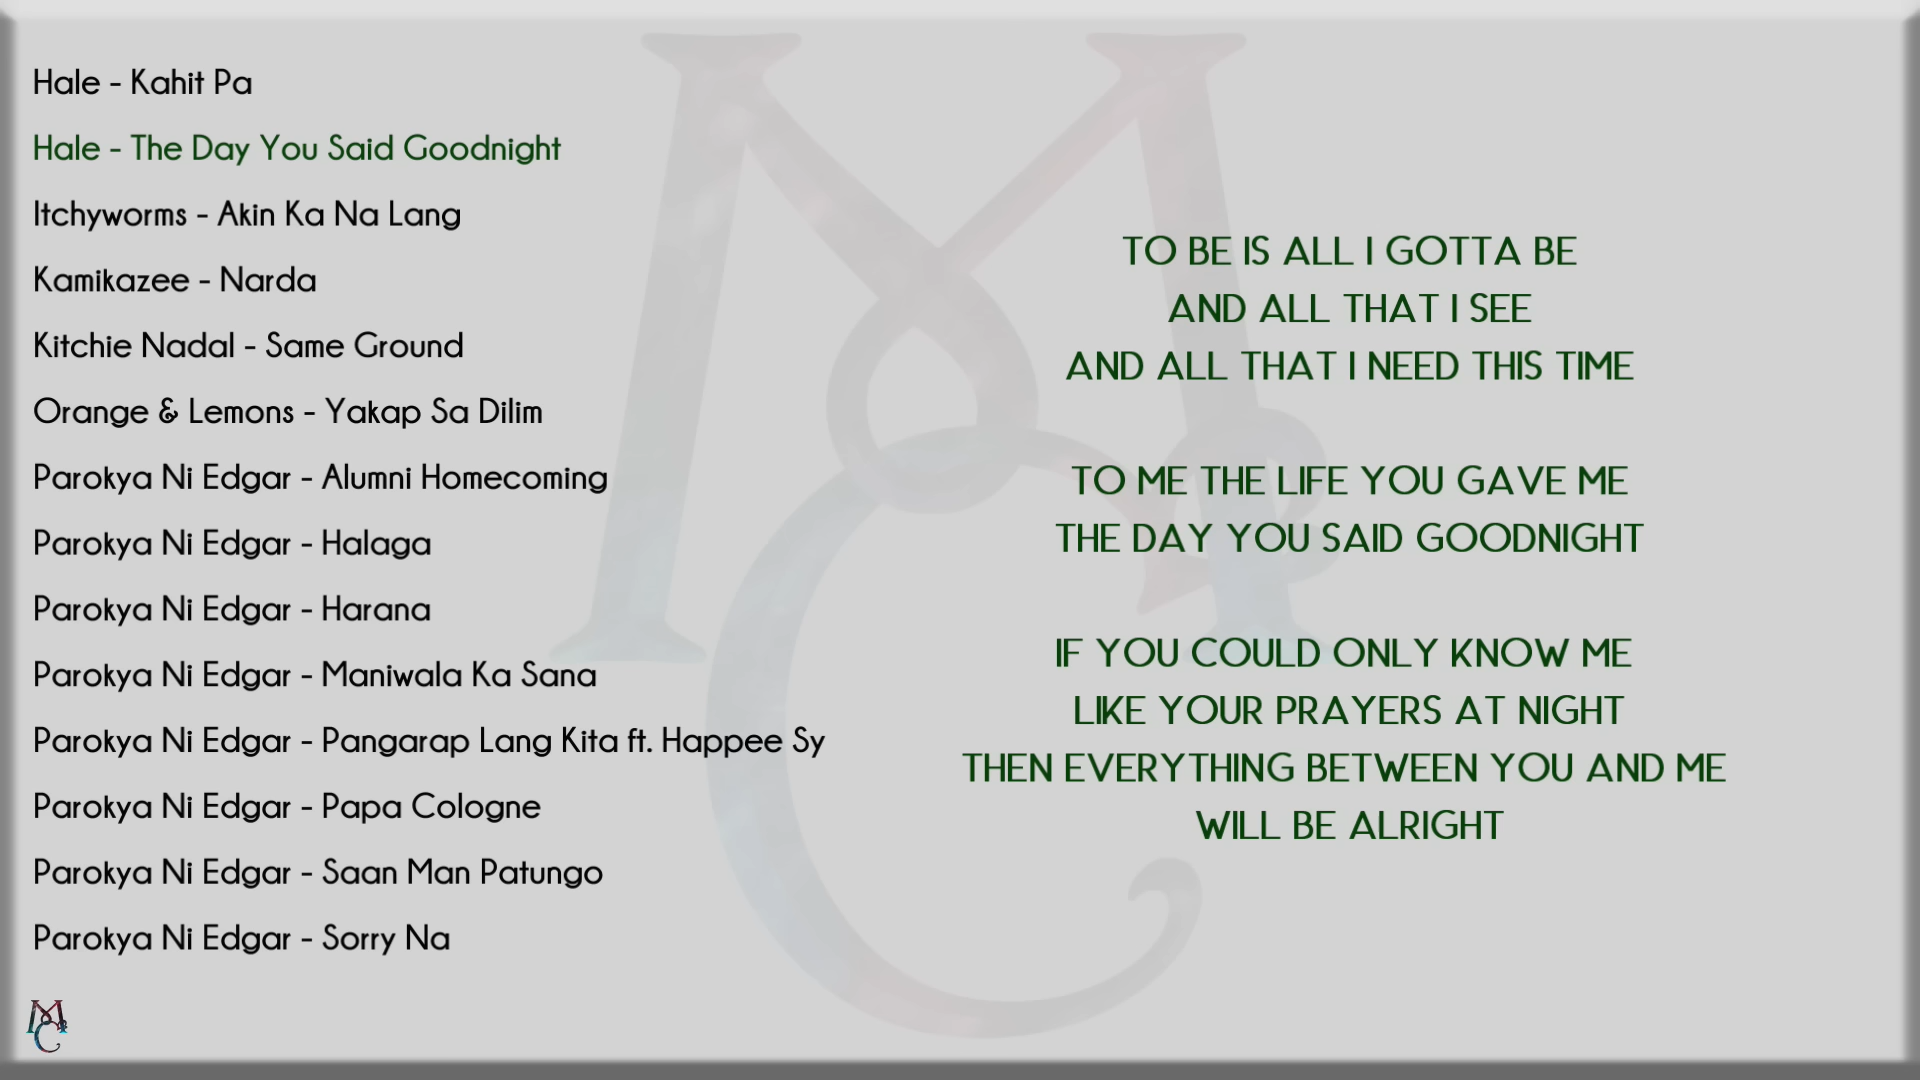 Hale - Kahit Pa
Hale - The Day You Said Goodnight
Itchyworms - Akin Ka Na Lang
Kamikazee - Narda
Kitchie Nadal - Same Ground
Orange & Lemons - Yakap Sa Dilim
Parokya Ni Edgar - Alumni Homecoming
Parokya Ni Edgar - Halaga
Parokya Ni Edgar - Harana
Parokya Ni Edgar - Maniwala Ka Sana
Parokya Ni Edgar - Pangarap Lang Kita ft. Happee Sy
Parokya Ni Edgar - Papa Cologne
Parokya Ni Edgar - Saan Man Patungo
Parokya Ni Edgar - Sorry Na
TO BE IS ALL I GOTTA BE
AND ALL THAT I SEE
AND ALL THAT I NEED THIS TIME
TO ME THE LIFE YOU GAVE ME
THE DAY YOU SAID GOODNIGHT
IF YOU COULD ONLY KNOW ME
LIKE YOUR PRAYERS AT NIGHT
THEN EVERYTHING BETWEEN YOU AND ME
WILL BE ALRIGHT
MC